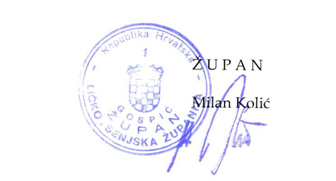 Republika Hrvatska
1
LIČKO-SENJSKA ŽUPANIJA
GOSPIĆ
ŽUPAN
ŽUPAN
Milan Kolić